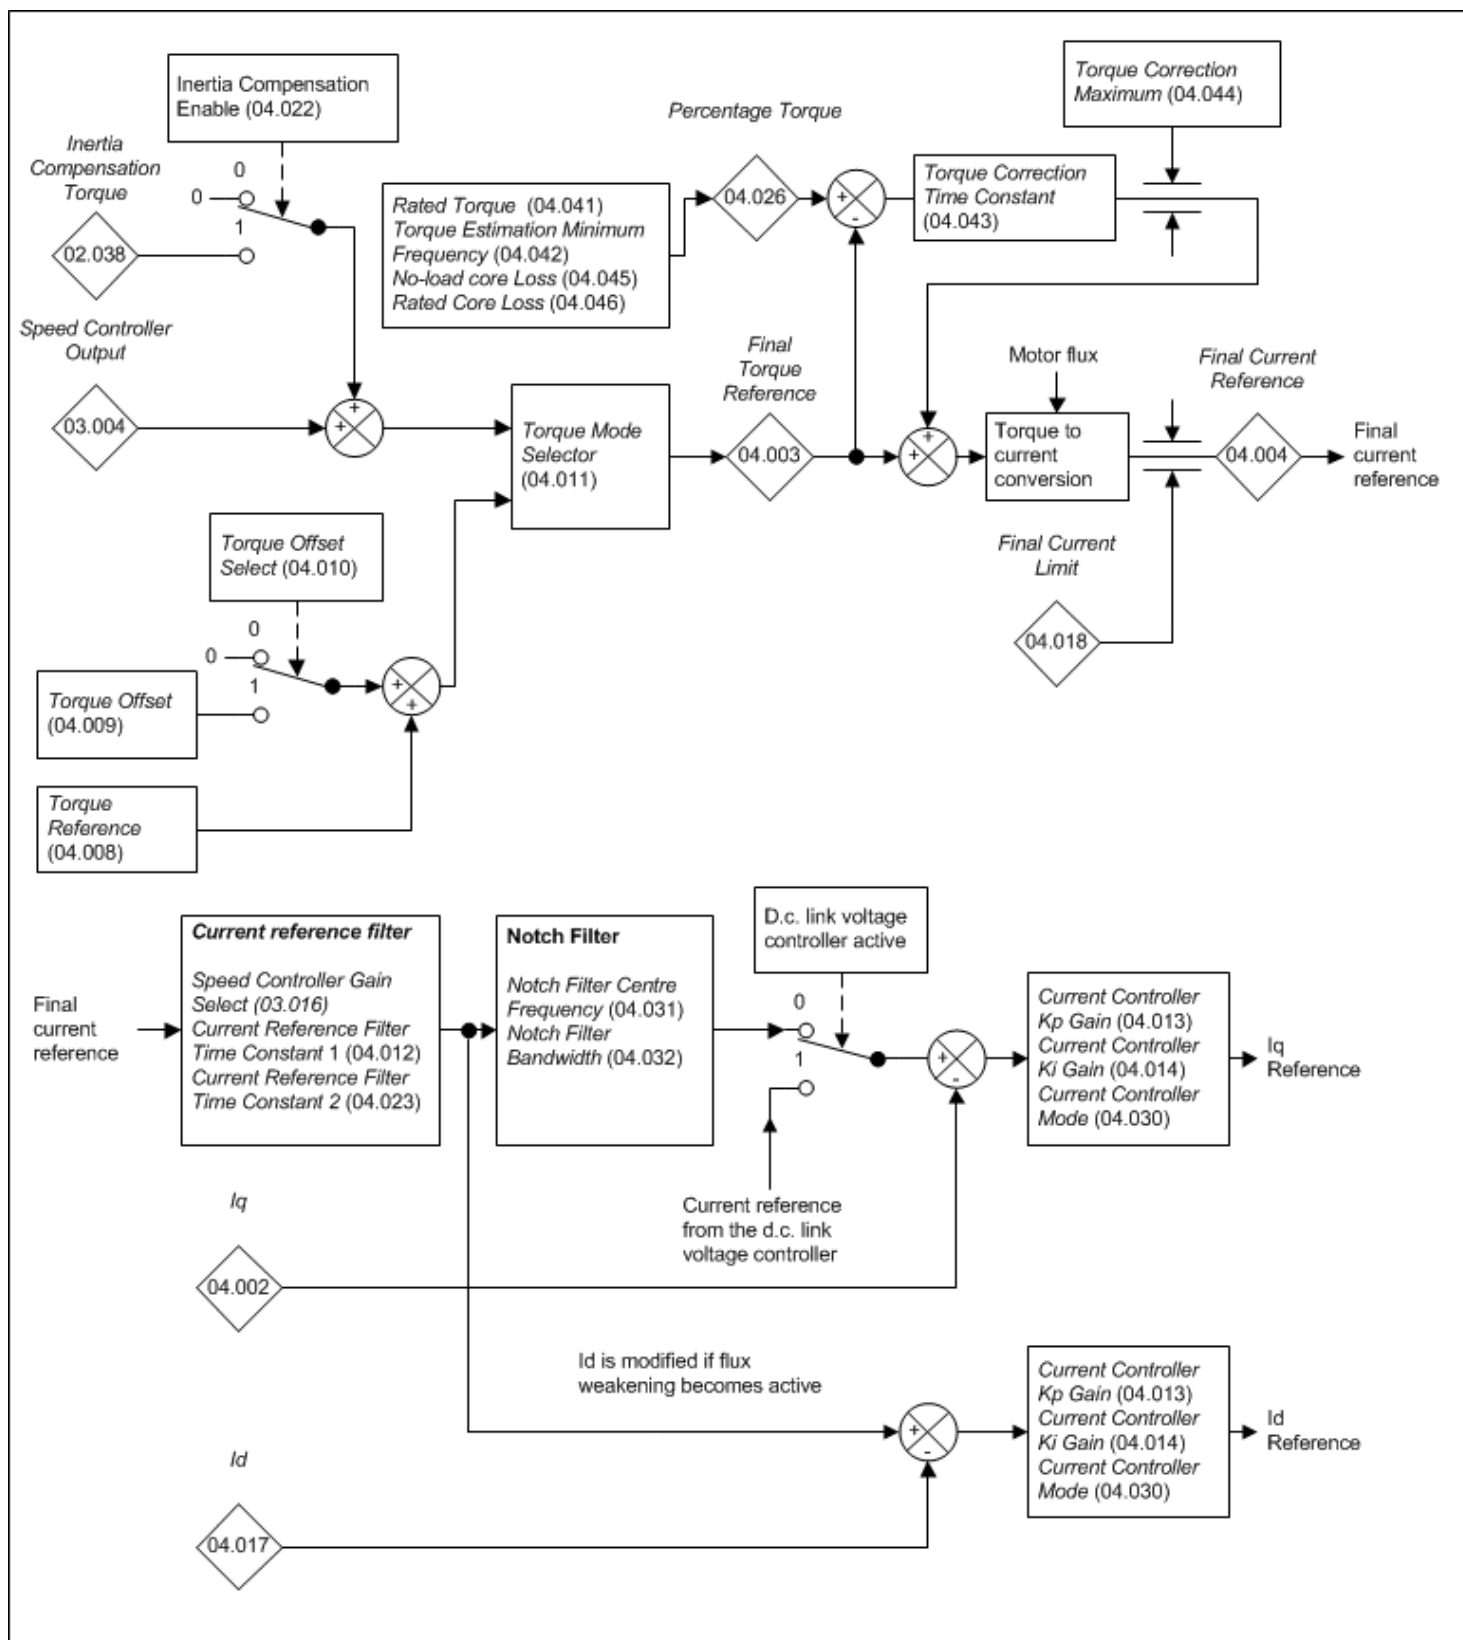 Inertia Compensation
Enable (04.022)
Torque Correction
Maximum (04.044)
Percentage Torque
Inertia
Compensation
Torque
0
0
1
02.038
Rated Torque (04.041)
Torque Estimation Minimum
Frequency (04.042)
No-load core Loss (04.045)
Rated Core Loss (04.046)
04.026
+
-
Torque Correction
Time Constant
(04.043)
Speed Controller
Output
03.004
+
+
Torque Mode
Selector
(04.011)
Final
Torque
Reference
04.003
+
+
Motor flux
Torque to
current
conversion
Final Current
Reference
04.004
Final
current
reference
Final Current
Limit
04.018
Torque Offset
Select (04.010)
0
0
1
+
+
Torque Offset
(04.009)
Torque
Reference
(04.008)
Final
current
reference
Current reference filter
Speed Controller Gain
Select (03.016)
Current Reference Filter
Time Constant 1 (04.012)
Current Reference Filter
Time Constant 2 (04.023)
Notch Filter
Notch Filter Centre
Frequency (04.031)
Notch Filter
Bandwidth (04.032)
D.c. link voltage
controller active
0
1
+
-
Current Controller
Kp Gain (04.013)
Current Controller
Ki Gain (04.014)
Current Controller
Mode (04.030)
Iq
Reference
Current reference
from the d.c. link
voltage controller
Iq
04.002
Id is modified if flux
weakening becomes active
+
-
Current Controller
Kp Gain (04.013)
Current Controller
Ki Gain (04.014)
Current Controller
Mode (04.030)
Id
Reference
Id
04.017